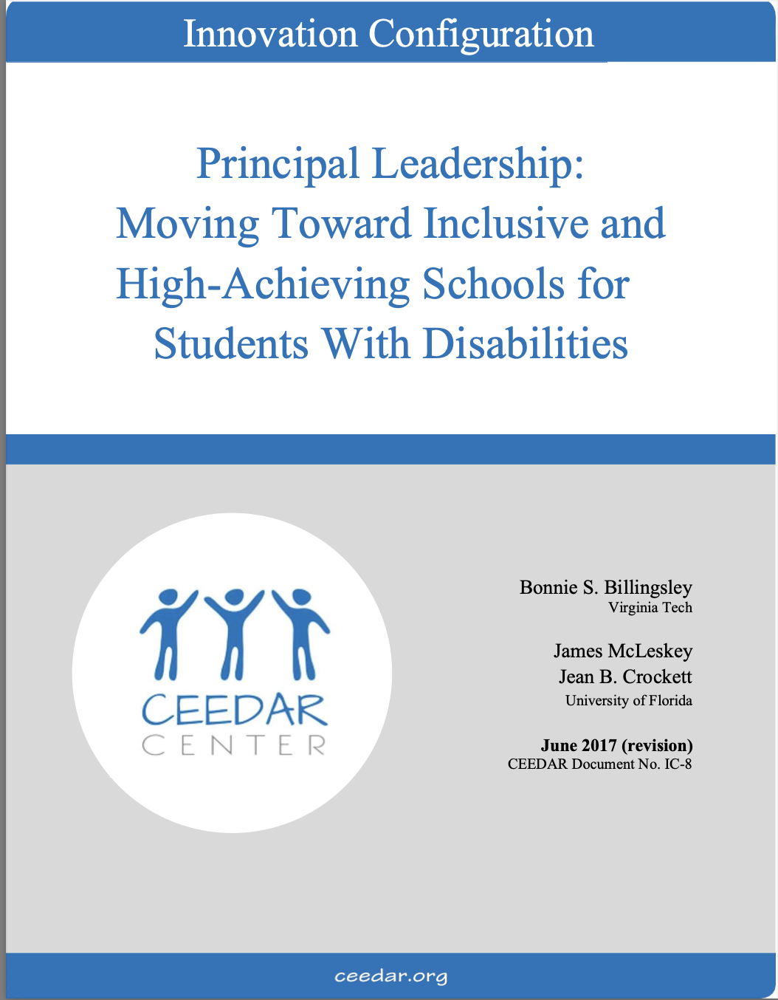 Innovation Configuration
Principal Leadership:
Moving Toward Inclusive and
High-Achieving Schools for
Students With Disabilities
Bonnie S. Billingsley
Virginia Tech
James McLeskey
Jean B. Crockett
University of Florida
June 2017 (revision)
CEEDAR Document No. IC-8
CEEDAR
CENTER
ceedar.org